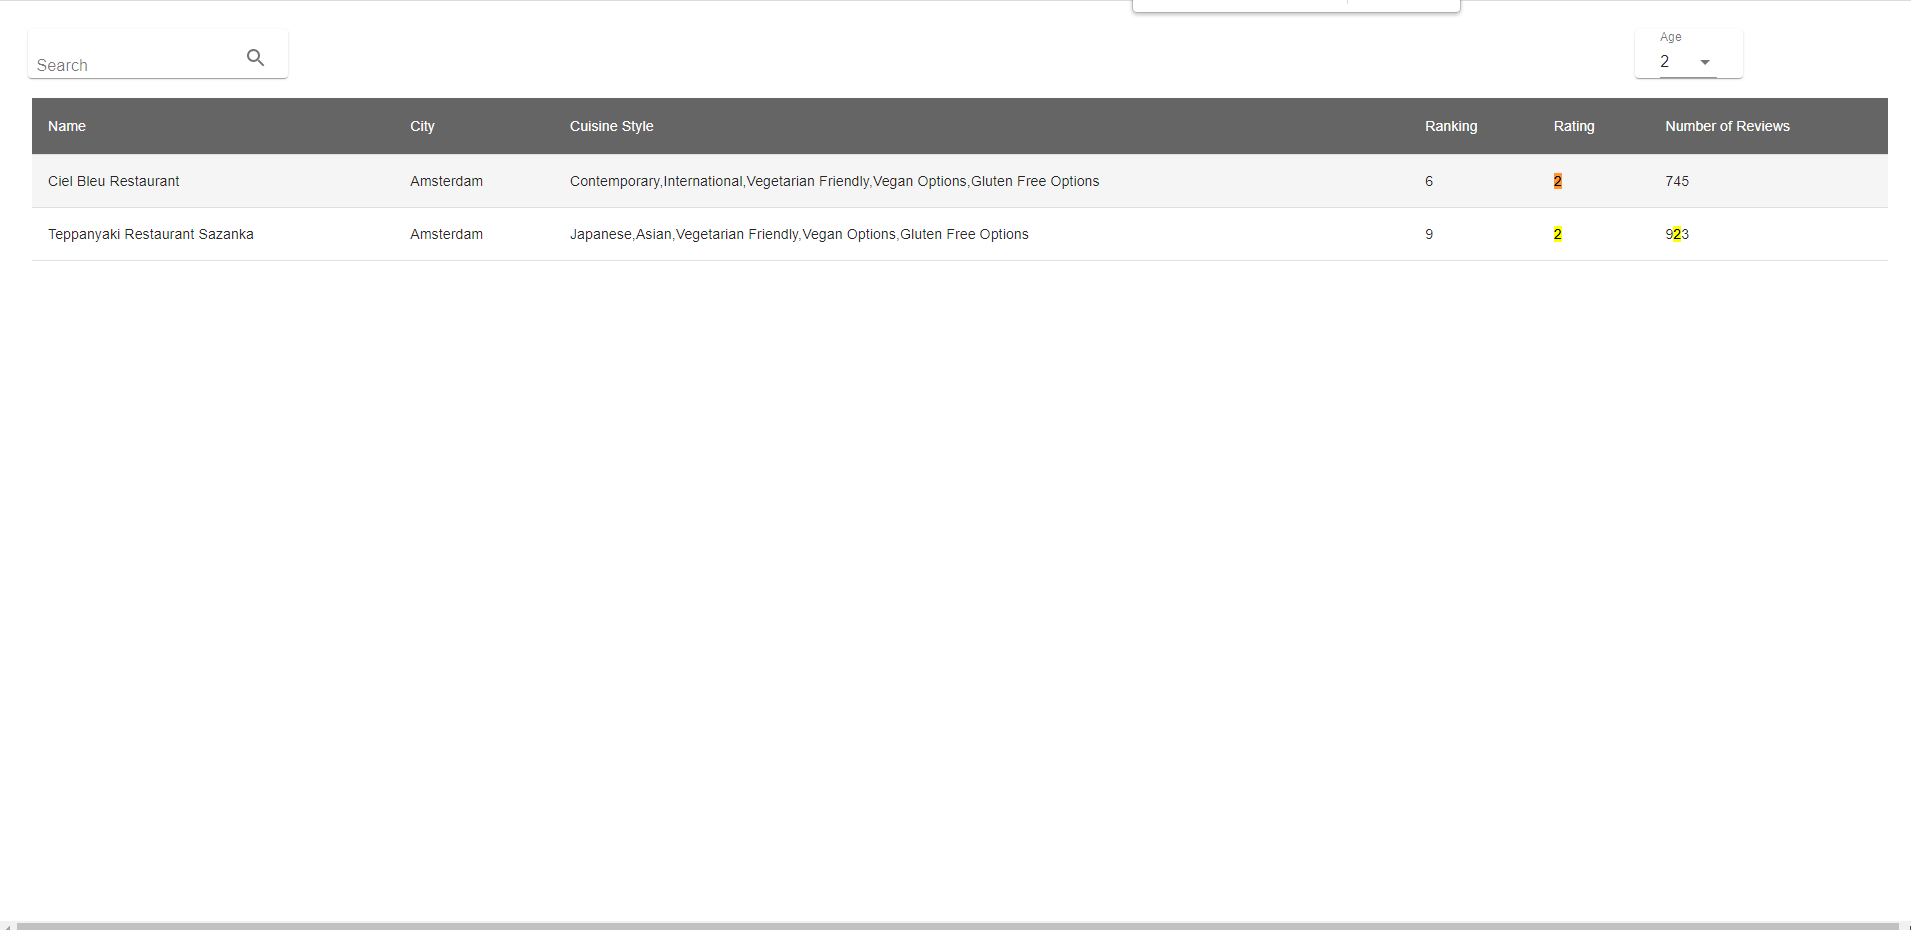 Age
Search 2
Name City Cuisine Style Ranking Rating Number of Reviews
Ciel Bleu Restaurant Amsterdam Contemporary,International,Vegetarian Friendly,Vegan Options,Gluten Free Options 6 2 745
Teppanyaki Restaurant Sazanka Amsterdam Japanese,Asian,Vegetarian Friendly,Vegan Options,Gluten Free Options 9 2 923